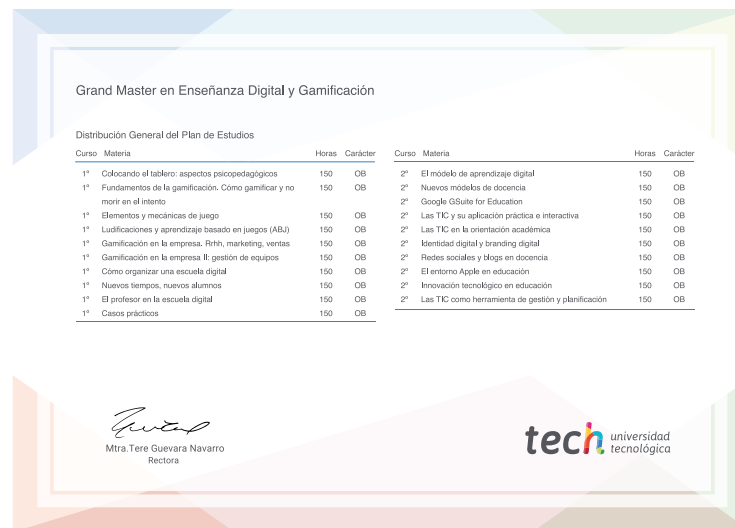 Grand Master en Enseñanza Digital y Gamificación
Distribución General del Plan de Estudios
Curso Materia Horas Carácter
1º Colocando el tablero: aspectos psicopedagógicos 150 OB
1º Fundamentos de la gamificación. Cómo gamificar y no 150 OB
morir en el intento
1º Elementos y mecánicas de juego 150 OB
1º Ludificaciones y aprendizaje basado en juegos (ABJ) 150 OB
1º Gamificación en la empresa. Rrhh, marketing, ventas 150 OB
1º Gamificación en la empresa II: gestión de equipos 150 OB
1º Cómo organizar una escuela digital 150 OB
1º Nuevos tiempos, nuevos alumnos 150 OB
1º El profesor en la escuela digital 150 OB
1º Casos prácticos 150 OB
Curso Materia Horas Carácter
2º El módelo de aprendizaje digital 150 OB
2º Nuevos módelos de docencia 150 OB
2º Google GSuite for Education 150 OB
2º Las TIC y su aplicación práctica e interactiva 150 OB
2º Las TIC en la orientación académica 150 OB
2º Identidad digital y branding digital 150 OB
2º Redes sociales y blogs en docencia 150 OB
2º El entorno Apple en educación 150 OB
2º Innovación tecnológico en educación 150 OB
2º Las TIC como herramienta de gestión y planificación 150 OB
Mtra.Tere Guevara Navarro
Rectora
tech universidad
tecnológica